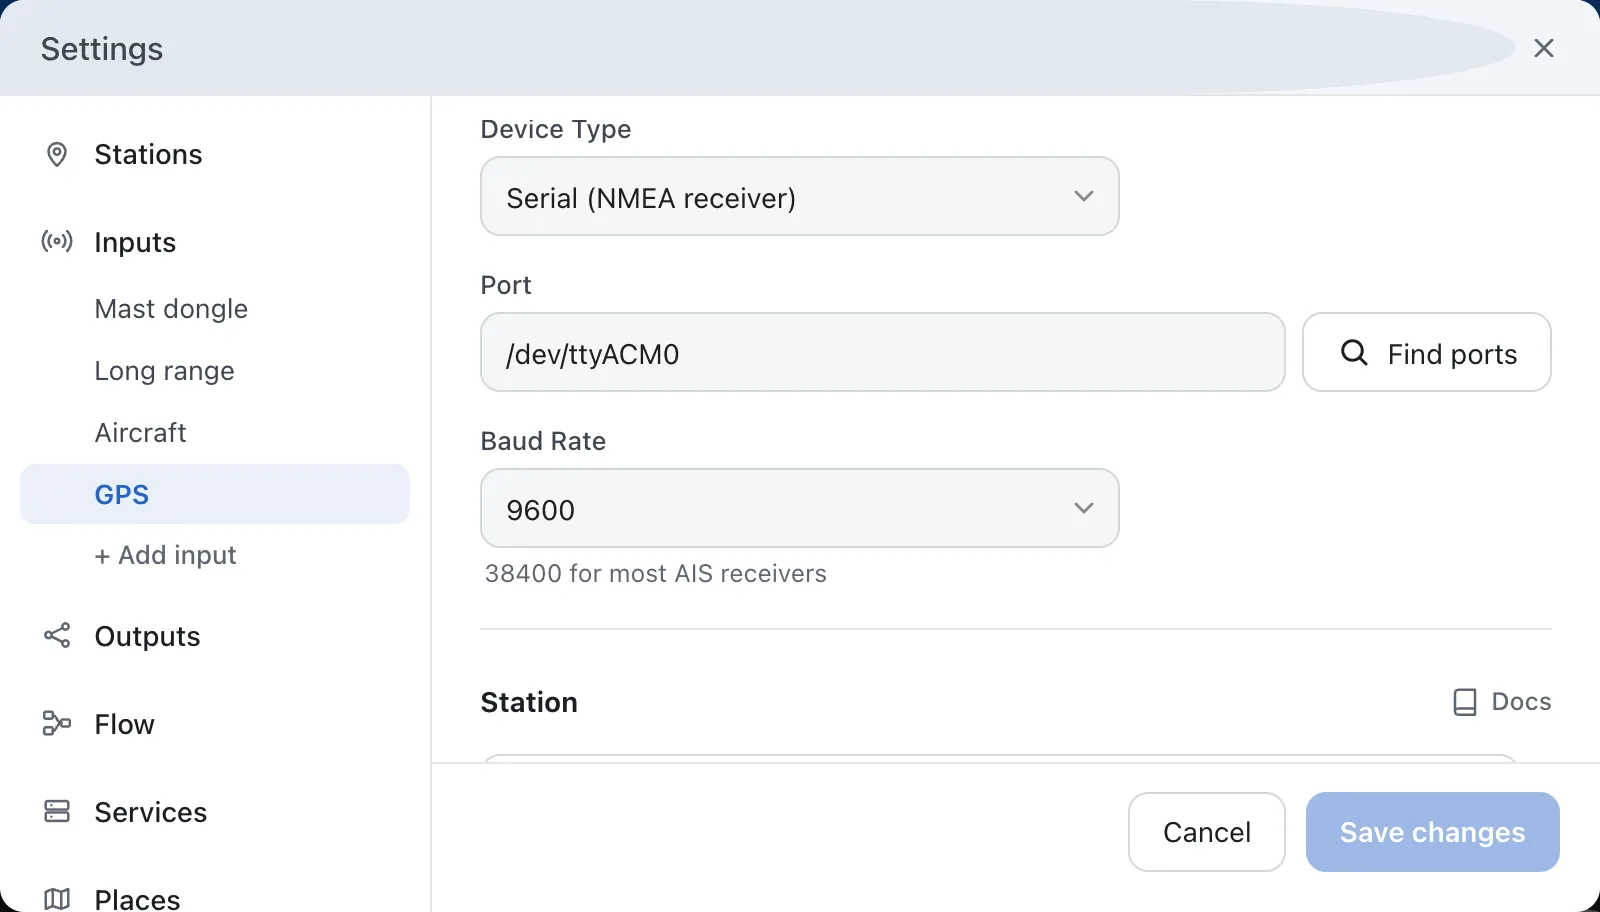 Settings
Stations
Inputs
Mast dongle
Long range
Aircraft
GPS
+ Add input
Outputs
Flow
Services
Places
Device Type
Serial (NMEA receiver)
Port
/dev/ttyACM0
Find ports
Baud Rate
9600
38400 for most AIS receivers
Station
Docs
Cancel
Save changes